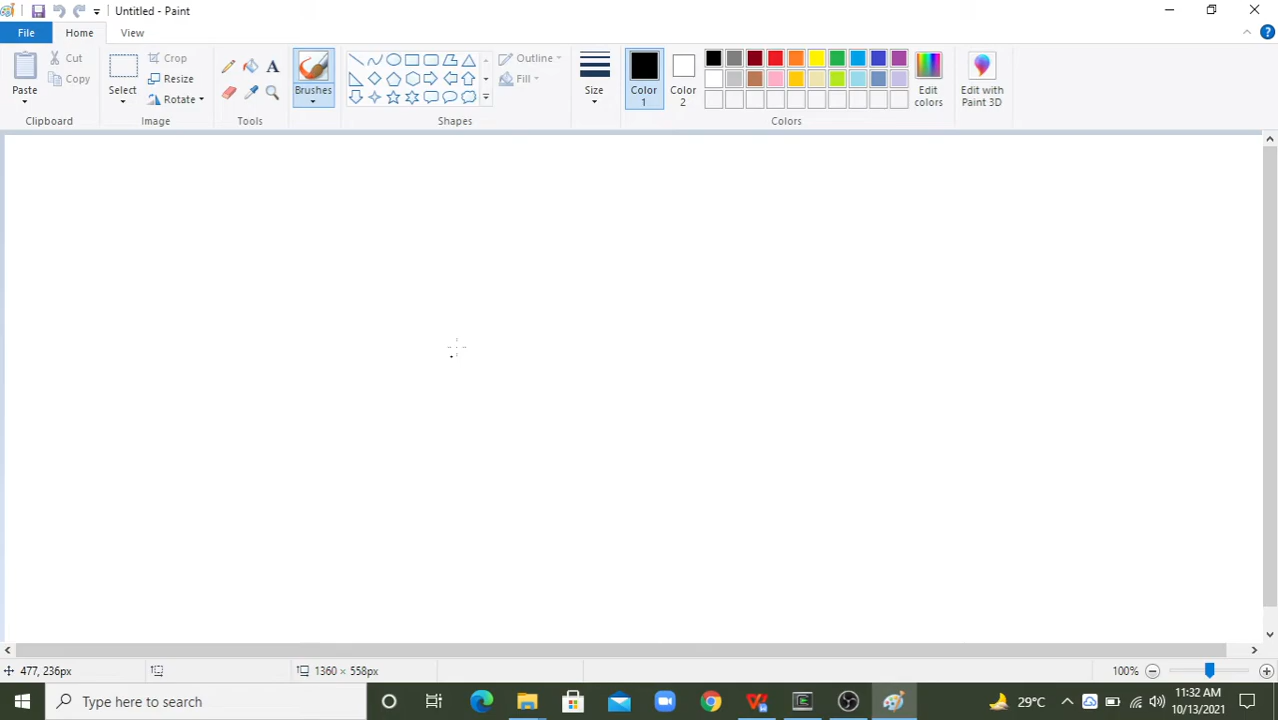 Untitled - Paint
File Home View
Paste
Cut
Copy
Clipboard
Select
Crop
Resize
Rotate
Image
A
Tools
Brushes
Shapes
Outline
Fill
Size
Color 1
Color 2
Colors
Edit colors
Edit with Paint 3D
477, 236px
1360 × 558px
100%
Type here to search
29°C
11:32 AM
10/13/2021